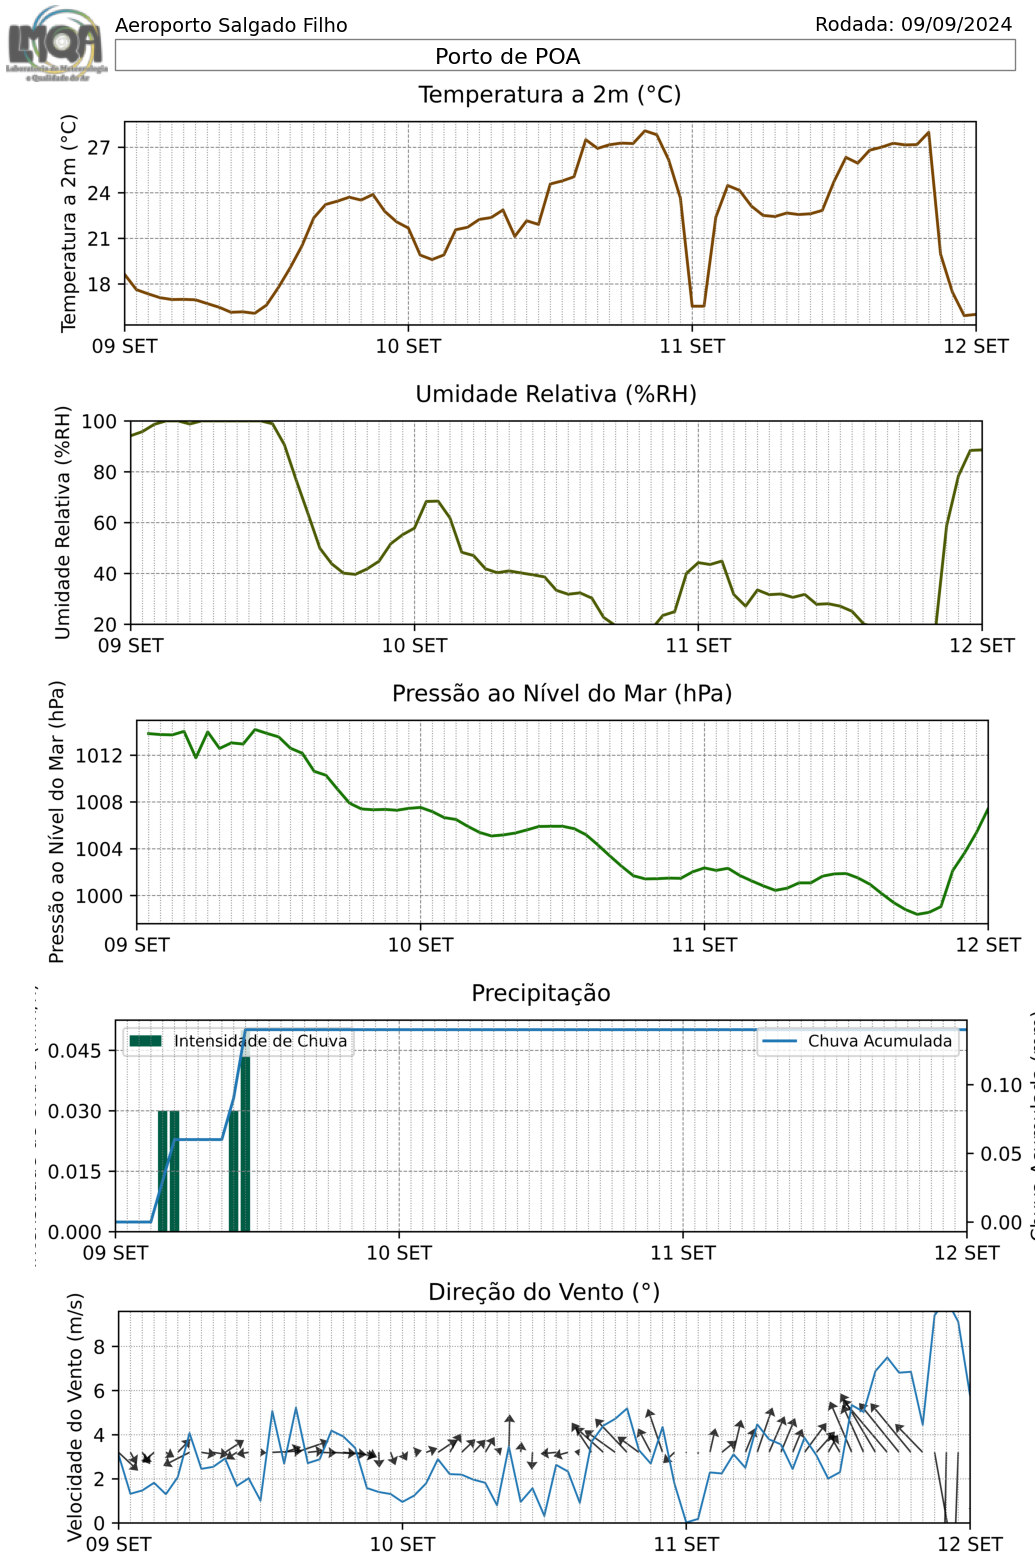 LMQA
Laboratório de Meteorologia
e Qualidade do Ar
Aeroporto Salgado Filho
Rodada: 09/09/2024
Porto de POA
Temperatura a 2m (°C)
Temperatura a 2m (°C)
27
24
21
18
09 SET 10 SET 11 SET 12 SET
Umidade Relativa (%RH)
Umidade Relativa (%RH)
100
80
60
40
20
09 SET 10 SET 11 SET 12 SET
Pressão ao Nível do Mar (hPa)
Pressão ao Nível do Mar (hPa)
1012
1008
1004
1000
09 SET 10 SET 11 SET 12 SET
Precipitação
Intensidade de Chuva
Chuva Acumulada
0.045
0.030
0.015
0.000
0.10
0.05
0.00
09 SET 10 SET 11 SET 12 SET
Direção do Vento (°)
Velocidade do Vento (m/s)
8
6
4
2
0
09 SET 10 SET 11 SET 12 SET